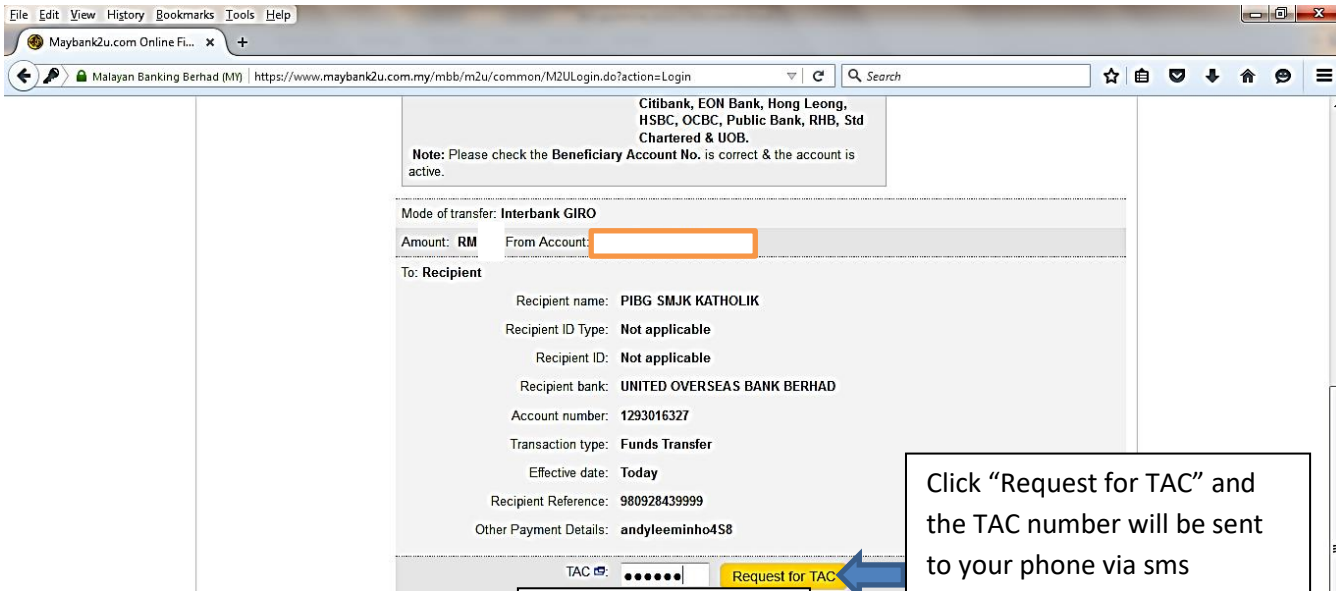 File Edit View History Bookmarks Tools Help
Maybank2u.com Online Fi... × +
Malayan Banking Berhad (MY) https://www.maybank2u.com.my/mbb/m2u/common/M2ULogin.do?action=Login Search
Citibank, EON Bank, Hong Leong,
HSBC, OCBC, Public Bank, RHB, Std
Chartered & UOB.
Note: Please check the Beneficiary Account No. is correct & the account is
active.
Mode of transfer: Interbank GIRO
Amount: RM From Account:
To: Recipient
Recipient name: PIBG SMJK KATHOLIK
Recipient ID Type: Not applicable
Recipient ID: Not applicable
Recipient bank: UNITED OVERSEAS BANK BERHAD
Account number: 1293016327
Transaction type: Funds Transfer
Effective date: Today
Recipient Reference: 980928439999
Other Payment Details: andyleeminho4S8
TAC : ●●●●●● Request for TAC
Click “Request for TAC” and
the TAC number will be sent
to your phone via sms